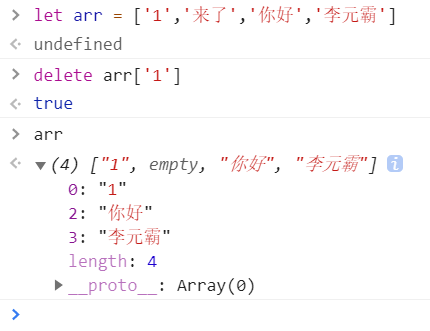 let arr = ['1','来了','你好','李元霸']
undefined
delete arr['1']
true
arr
(4) ["1", empty, "你好", "李元霸"] i
0: "1"
2: "你好"
3: "李元霸"
length: 4
__proto__: Array(0)